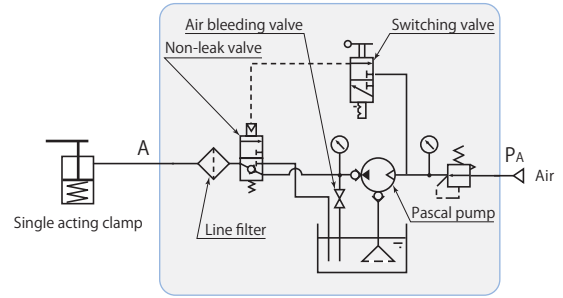 Air bleeding valve
Switching valve
Non-leak valve
A
PA
Air
Single acting clamp
Line filter
Pascal pump